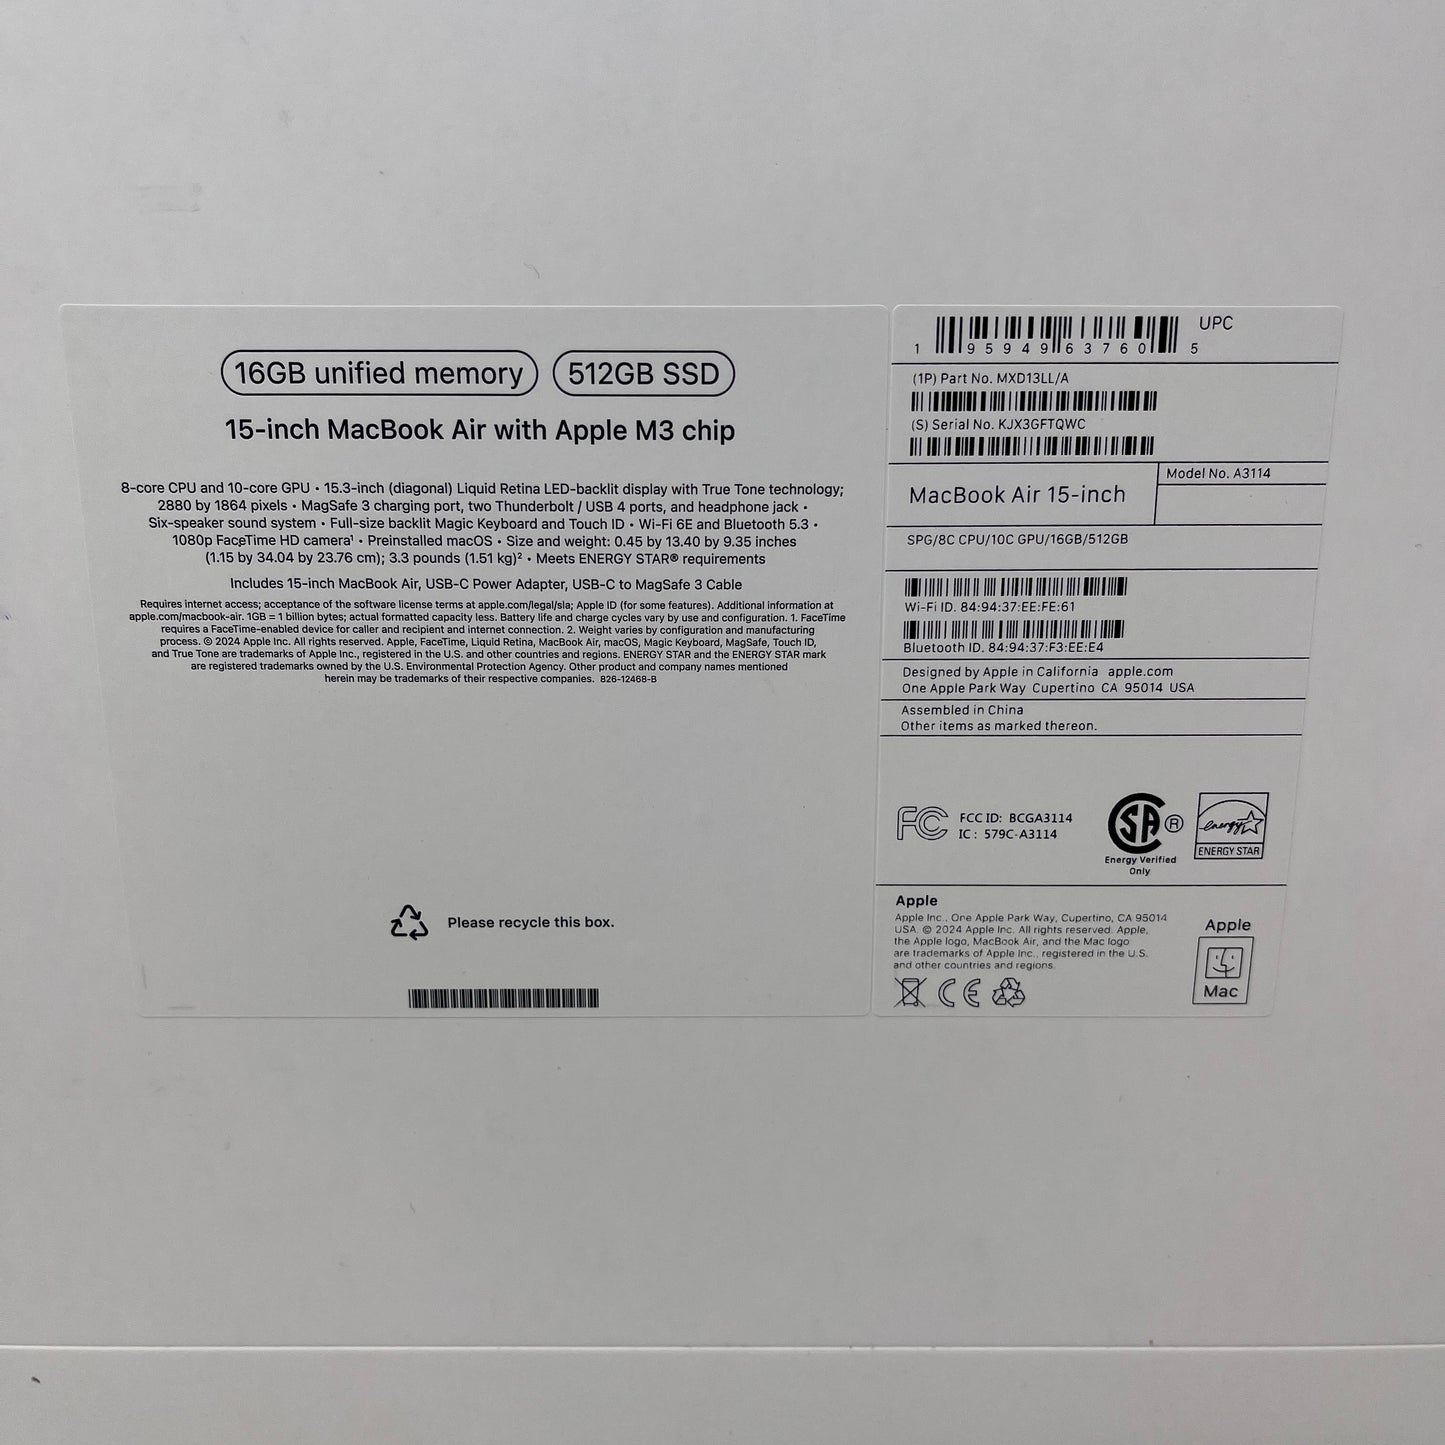 16GB unified memory 512GB SSD
15-inch MacBook Air with Apple M3 chip
8-core CPU and 10-core GPU • 15.3-inch (diagonal) Liquid Retina LED-backlit display with True Tone technology;
2880 by 1864 pixels • MagSafe 3 charging port, two Thunderbolt / USB 4 ports, and headphone jack •
Six-speaker sound system • Full-size backlit Magic Keyboard and Touch ID • Wi-Fi 6E and Bluetooth 5.3 •
1080p FaceTime HD camera¹ • Preinstalled macOS • Size and weight: 0.45 by 13.40 by 9.35 inches
(1.15 by 34.04 by 23.76 cm); 3.3 pounds (1.51 kg)² • Meets ENERGY STAR® requirements
Includes 15-inch MacBook Air, USB-C Power Adapter, USB-C to MagSafe 3 Cable
Requires internet access; acceptance of the software license terms at apple.com/legal/sla; Apple ID (for some features). Additional information at
apple.com/macbook-air. 1GB = 1 billion bytes; actual formatted capacity less. Battery life and charge cycles vary by use and configuration. 1. FaceTime
requires a FaceTime-enabled device for caller and recipient and internet connection. 2. Weight varies by configuration and manufacturing
process. © 2024 Apple Inc. All rights reserved. Apple, FaceTime, Liquid Retina, MacBook Air, macOS, Magic Keyboard, MagSafe, Touch ID,
and True Tone are trademarks of Apple Inc., registered in the U.S. and other countries and regions. ENERGY STAR and the ENERGY STAR mark
are registered trademarks owned by the U.S. Environmental Protection Agency. Other product and company names mentioned
herein may be trademarks of their respective companies. 826-12468-B
Please recycle this box.
UPC
1 95949 63760 5
(1P) Part No. MXD13LL/A
(S) Serial No. KJX3GFTQWC
Model No. A3114
MacBook Air 15-inch
SPG/8C CPU/10C GPU/16GB/512GB
Wi-Fi ID. 84:94:37:EE:FE:61
Bluetooth ID. 84:94:37:F3:EE:E4
Designed by Apple in California apple.com
One Apple Park Way Cupertino CA 95014 USA
Assembled in China
Other items as marked thereon.
FC
FCC ID: BCGA3114
IC: 579C-A3114
SA ®
Energy Verified
Only
energy
ENERGY STAR
Apple
Apple Inc., One Apple Park Way, Cupertino, CA 95014
USA. © 2024 Apple Inc. All rights reserved. Apple,
the Apple logo, MacBook Air, and the Mac logo
are trademarks of Apple Inc., registered in the U.S.
and other countries and regions.
CE
Apple
Mac